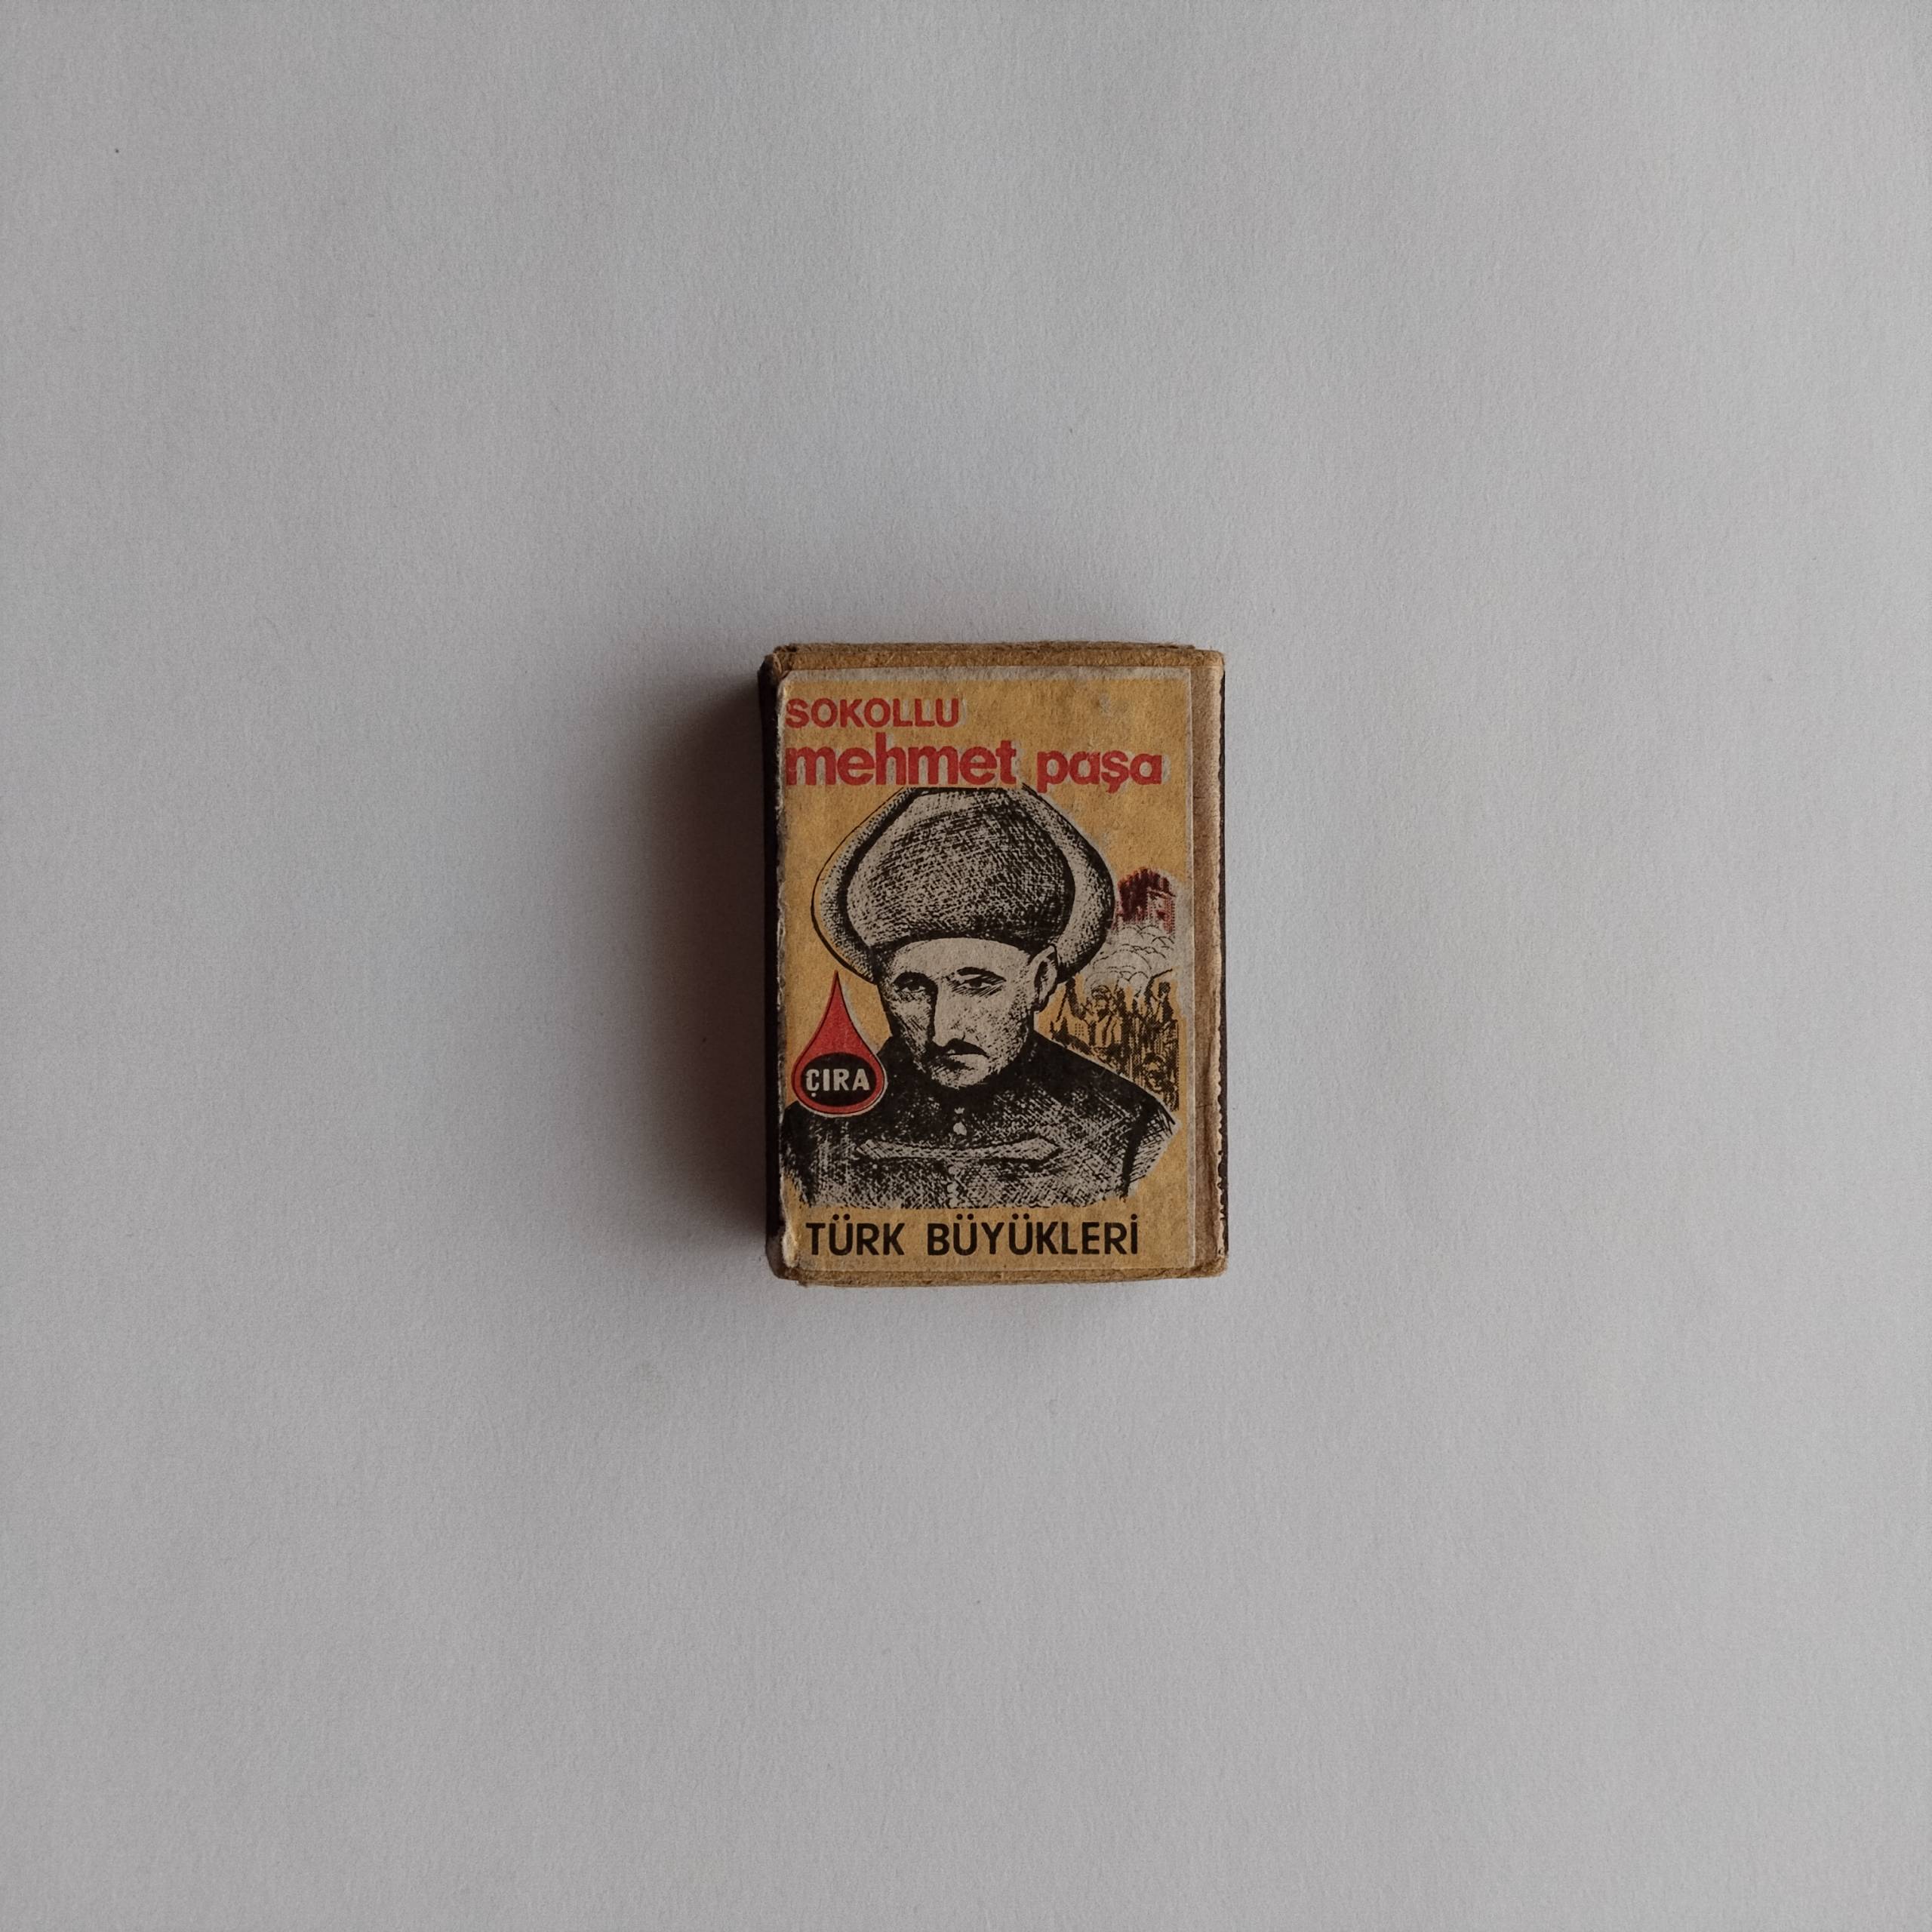 SOKOLLU
mehmet paşa
ÇIRA
TÜRK BÜYÜKLERİ